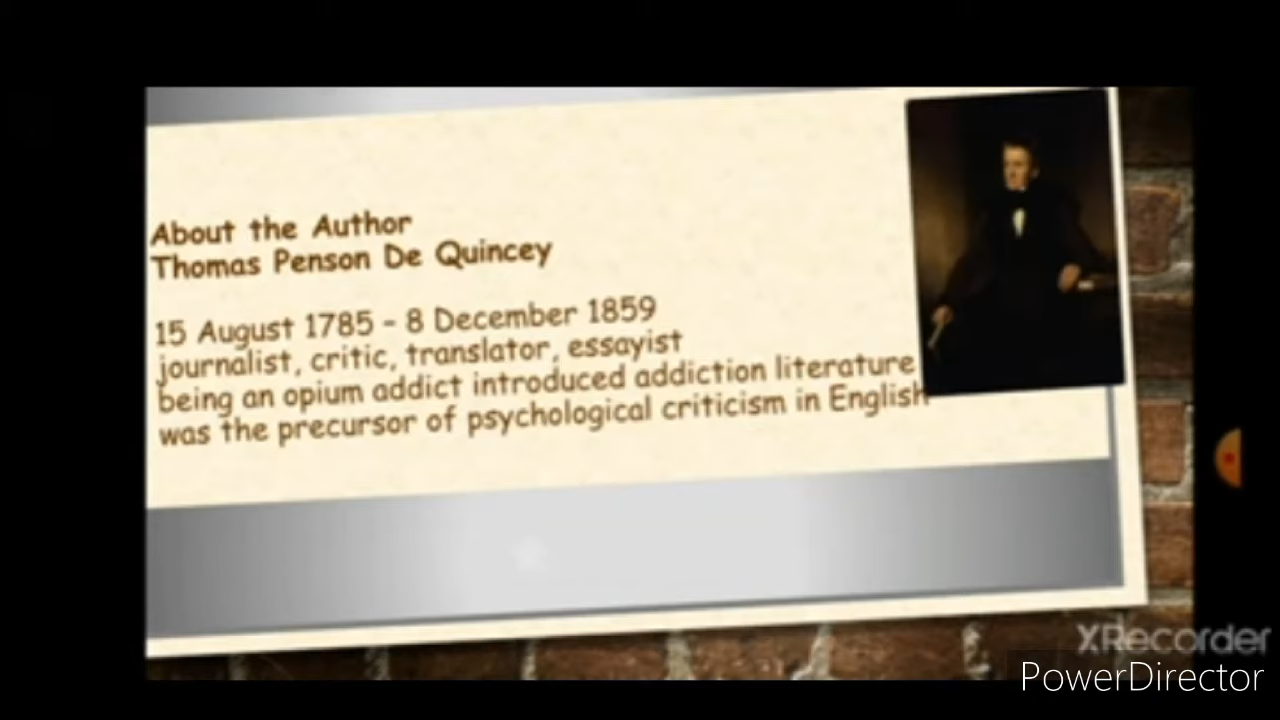 About the Author
Thomas Penson De Quincey
15 August 1785 - 8 December 1859
journalist, critic, translator, essayist
being an opium addict introduced addiction literature
was the precursor of psychological criticism in English
XRecorder
PowerDirector